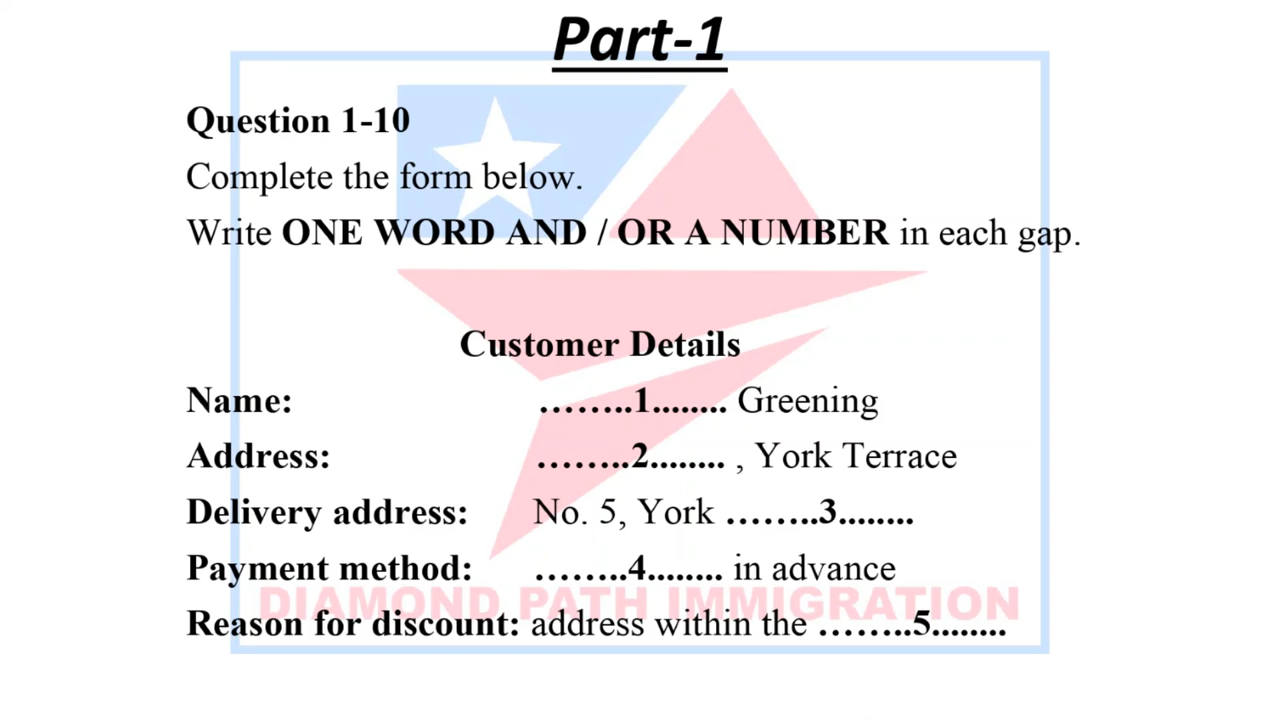 Part-1
Question 1-10
Complete the form below.
Write ONE WORD AND / OR A NUMBER in each gap.
Customer Details
Name: ……..1........ Greening
Address: ……..2........ , York Terrace
Delivery address: No. 5, York ……..3........
Payment method: ……..4........ in advance
DIAMOND PATH IMMIGRATION
Reason for discount: address within the ……..5........